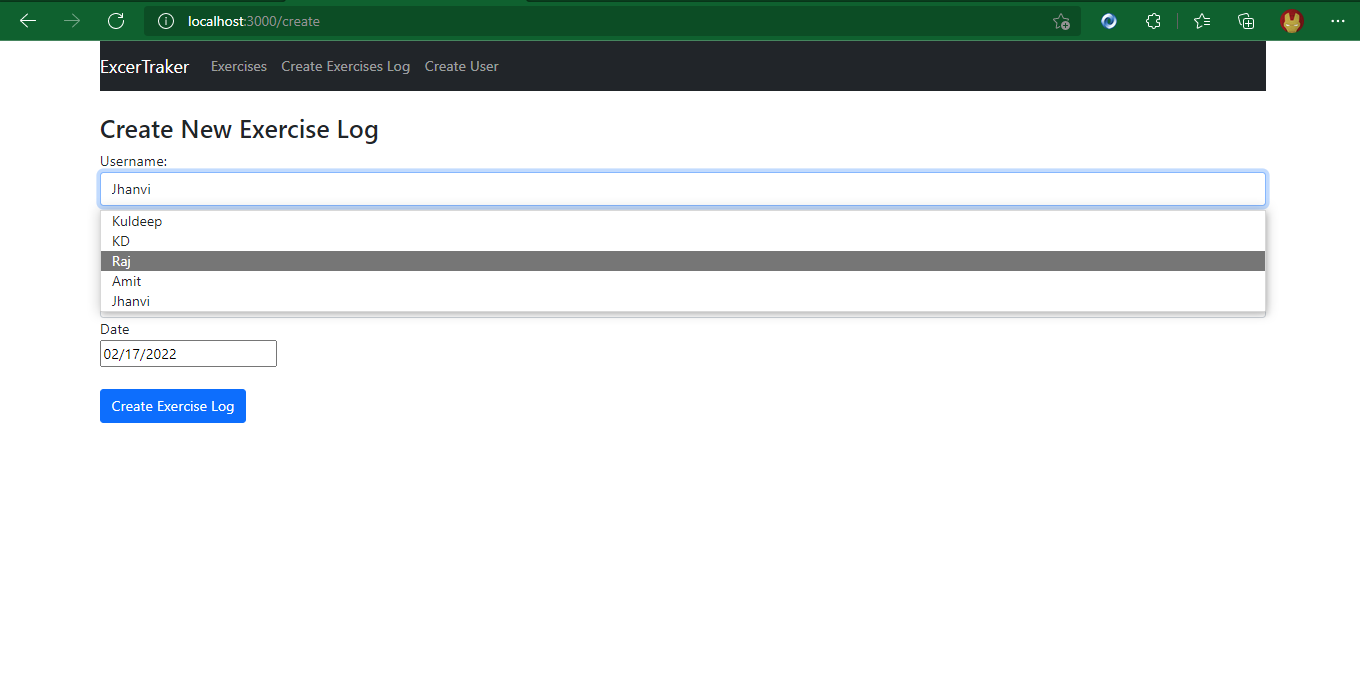 localhost:3000/create
ExcerTraker Exercises Create Exercises Log Create User
Create New Exercise Log
Username:
Jhanvi
Kuldeep
KD
Raj
Amit
Jhanvi
Date
02/17/2022
Create Exercise Log